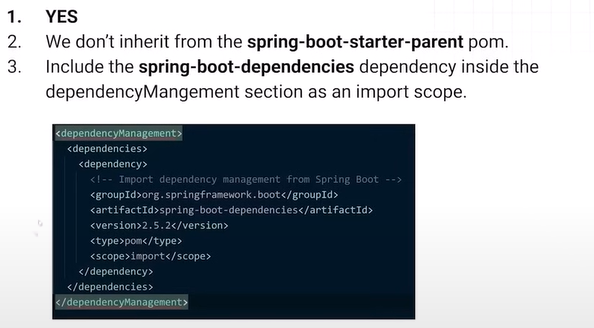 1. YES
2. We don't inherit from the spring-boot-starter-parent pom.
3. Include the spring-boot-dependencies dependency inside the
dependencyMangement section as an import scope.
<dependencyManagement>
<dependencies>
<dependency>
<!-- Import dependency management from Spring Boot -->
<groupId>org.springframework.boot</groupId>
<artifactId>spring-boot-dependencies</artifactId>
<version>2.5.2</version>
<type>pom</type>
<scope>import</scope>
</dependency>
</dependencies>
</dependencyManagement>